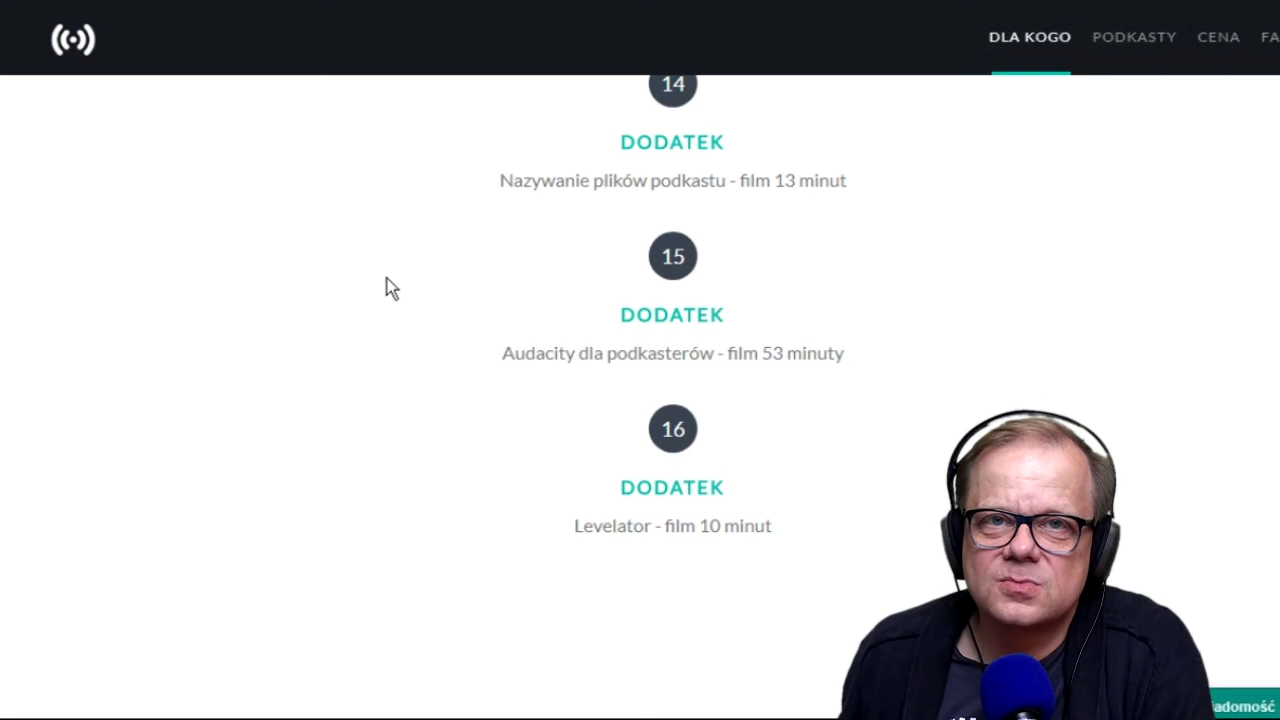 DLA KOGO PODKASTY CENA
14
DODATEK
Nazywanie plików podkastu - film 13 minut
15
DODATEK
Audacity dla podkasterów - film 53 minuty
16
DODATEK
Levelator - film 10 minut